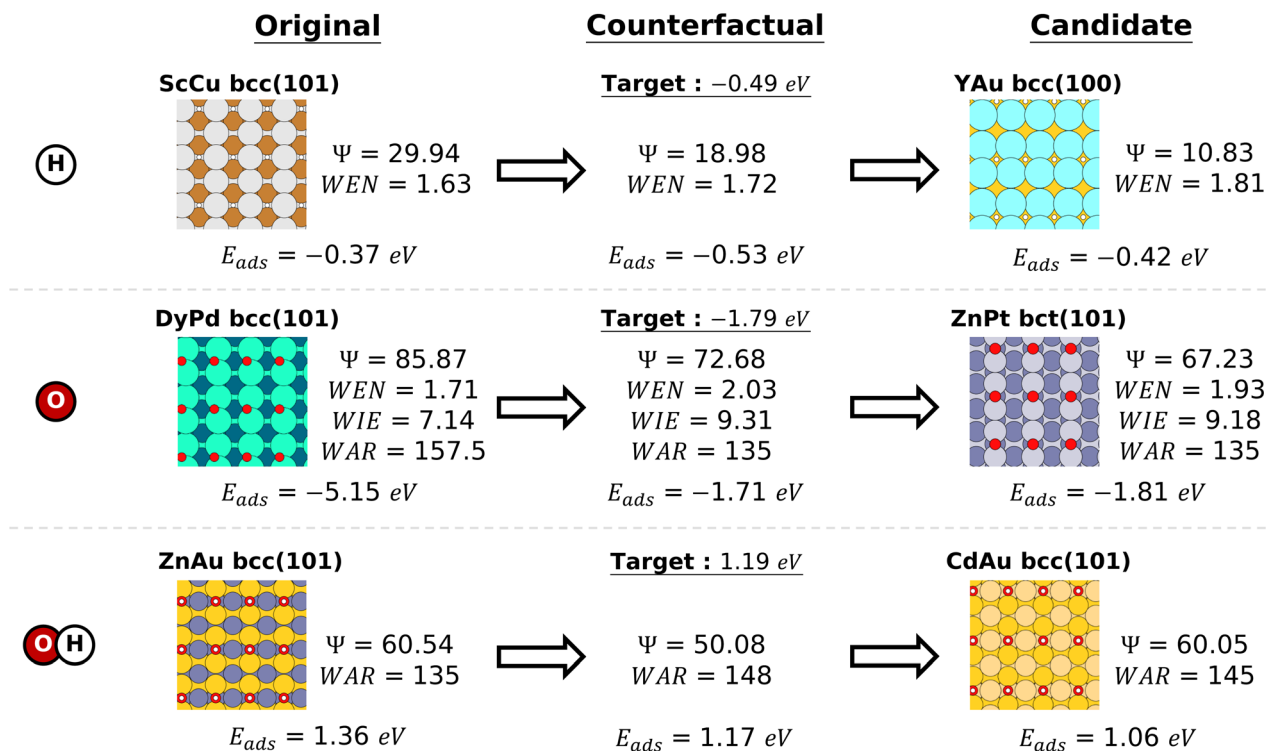 Original Counterfactual Candidate
ScCu bcc(101) Target : −0.49 eV YAu bcc(100)
H
Ψ = 29.94 Ψ = 18.98 Ψ = 10.83
WEN = 1.63 WEN = 1.72 WEN = 1.81
E_ads = −0.37 eV E_ads = −0.53 eV E_ads = −0.42 eV
DyPd bcc(101) Target : −1.79 eV ZnPt bct(101)
O
Ψ = 85.87 Ψ = 72.68 Ψ = 67.23
WEN = 1.71 WEN = 2.03 WEN = 1.93
WIE = 7.14 WIE = 9.31 WIE = 9.18
WAR = 157.5 WAR = 135 WAR = 135
E_ads = −5.15 eV E_ads = −1.71 eV E_ads = −1.81 eV
ZnAu bcc(101) Target : 1.19 eV CdAu bcc(101)
O H
Ψ = 60.54 Ψ = 50.08 Ψ = 60.05
WAR = 135 WAR = 148 WAR = 145
E_ads = 1.36 eV E_ads = 1.17 eV E_ads = 1.06 eV